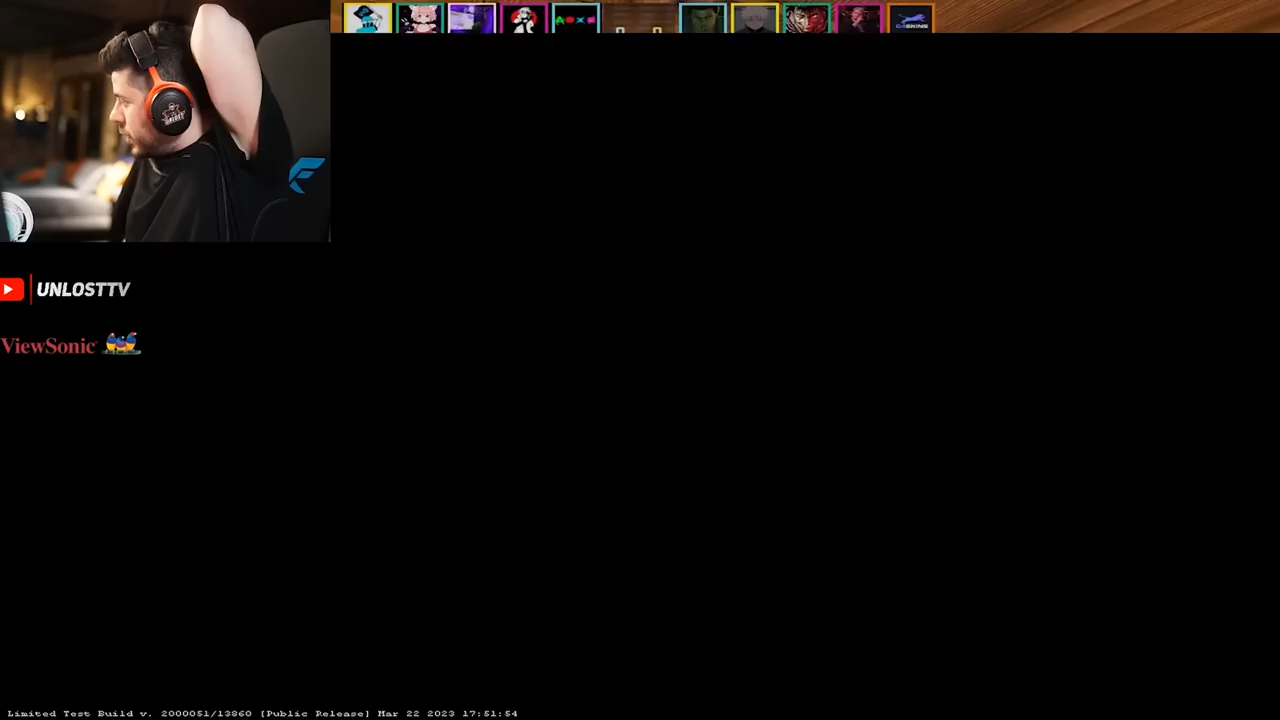 UNLOSTTV
ViewSonic
Limited Test Build v. 2000051/13860 [Public Release] Mar 22 2023 17:51:54